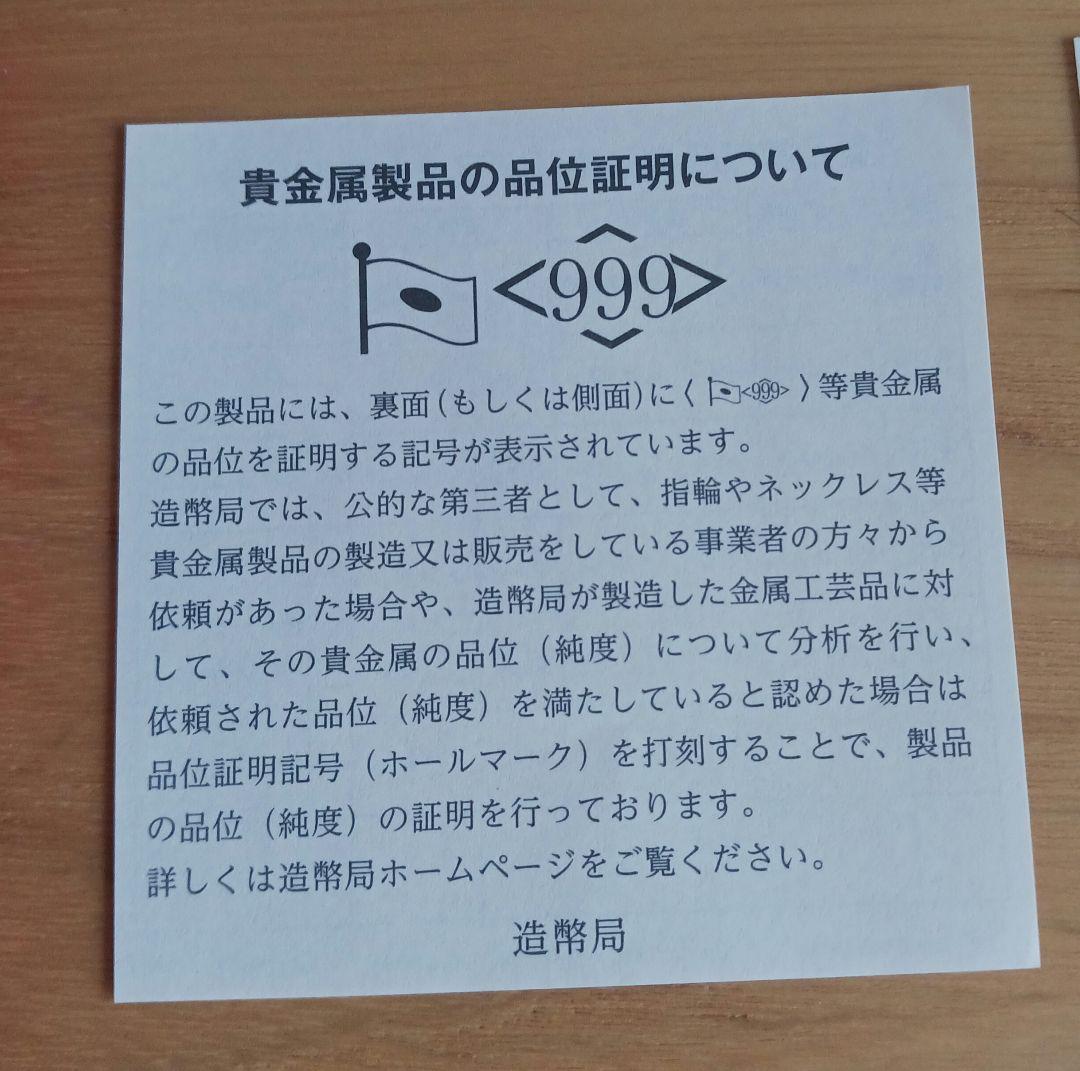 貴金属製品の品位証明について
<999>
この製品には、裏面(もしくは側面)に〈<999>〉等貴金属
の品位を証明する記号が表示されています。
造幣局では、公的な第三者として、指輪やネックレス等
貴金属製品の製造又は販売をしている事業者の方々から
依頼があった場合や、造幣局が製造した金属工芸品に対
して、その貴金属の品位（純度）について分析を行い、
依頼された品位（純度）を満たしていると認めた場合は
品位証明記号（ホールマーク）を打刻することで、製品
の品位（純度）の証明を行っております。
詳しくは造幣局ホームページをご覧ください。
造幣局